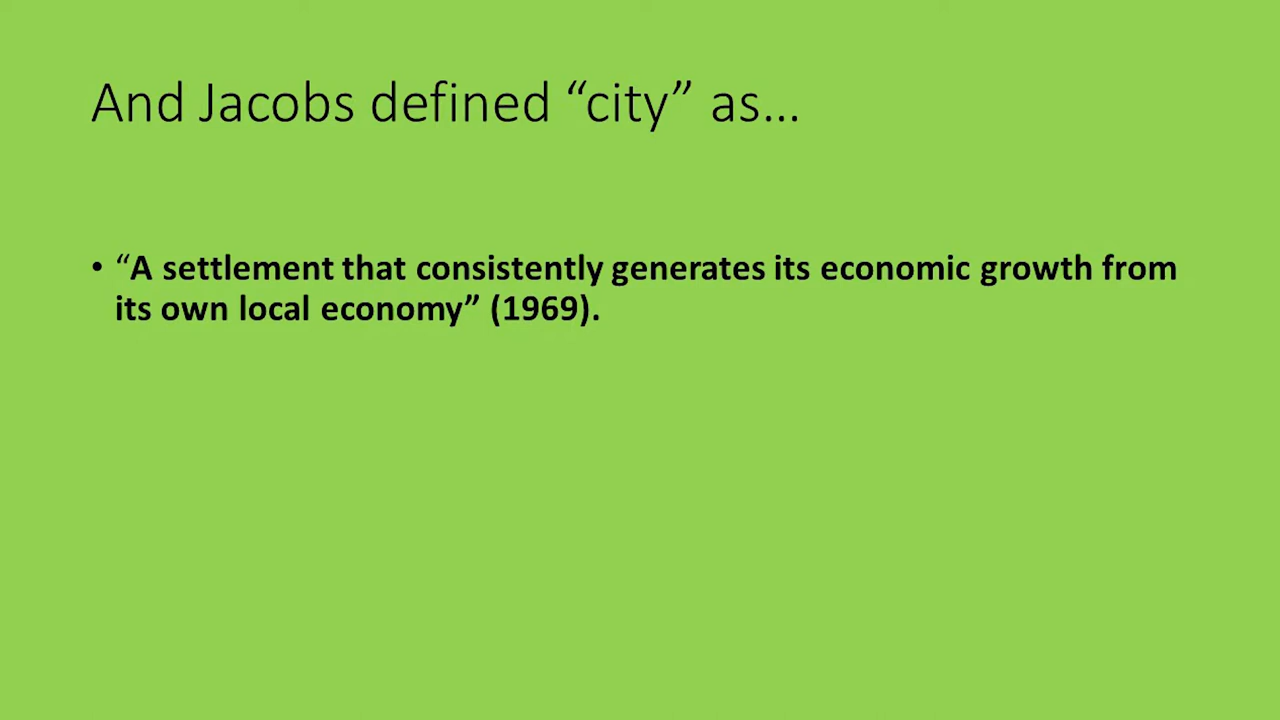 And Jacobs defined “city” as…
• “A settlement that consistently generates its economic growth from
its own local economy” (1969).